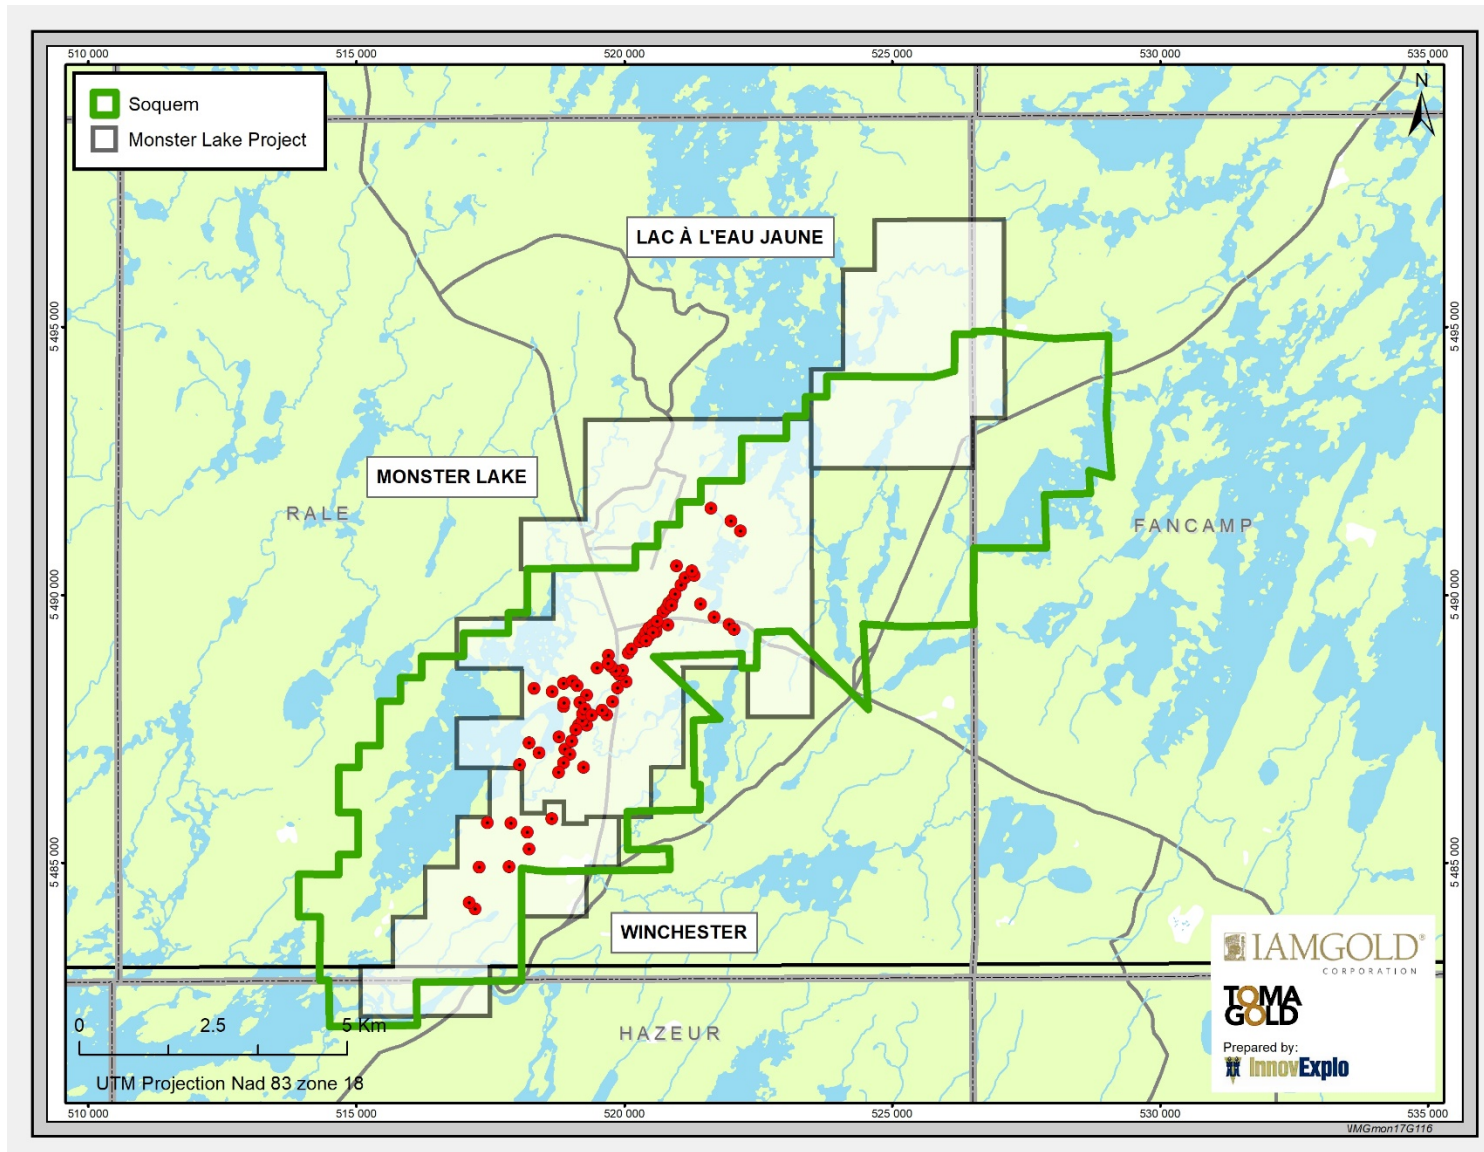 510 000
515 000
520 000
525 000
530 000
535 000
Soquem
Monster Lake Project
N
LAC À L'EAU JAUNE
5 495 000
5 495 000
MONSTER LAKE
RALE
FANCAMP
5 490 000
5 490 000
5 485 000
5 485 000
WINCHESTER
IAMGOLD®
CORPORATION
TOMA
GOLD
Prepared by:
InnovExplo
HAZEUR
0 2.5 5 Km
UTM Projection Nad 83 zone 18
510 000
515 000
520 000
525 000
530 000
535 000
IMGmon17G116